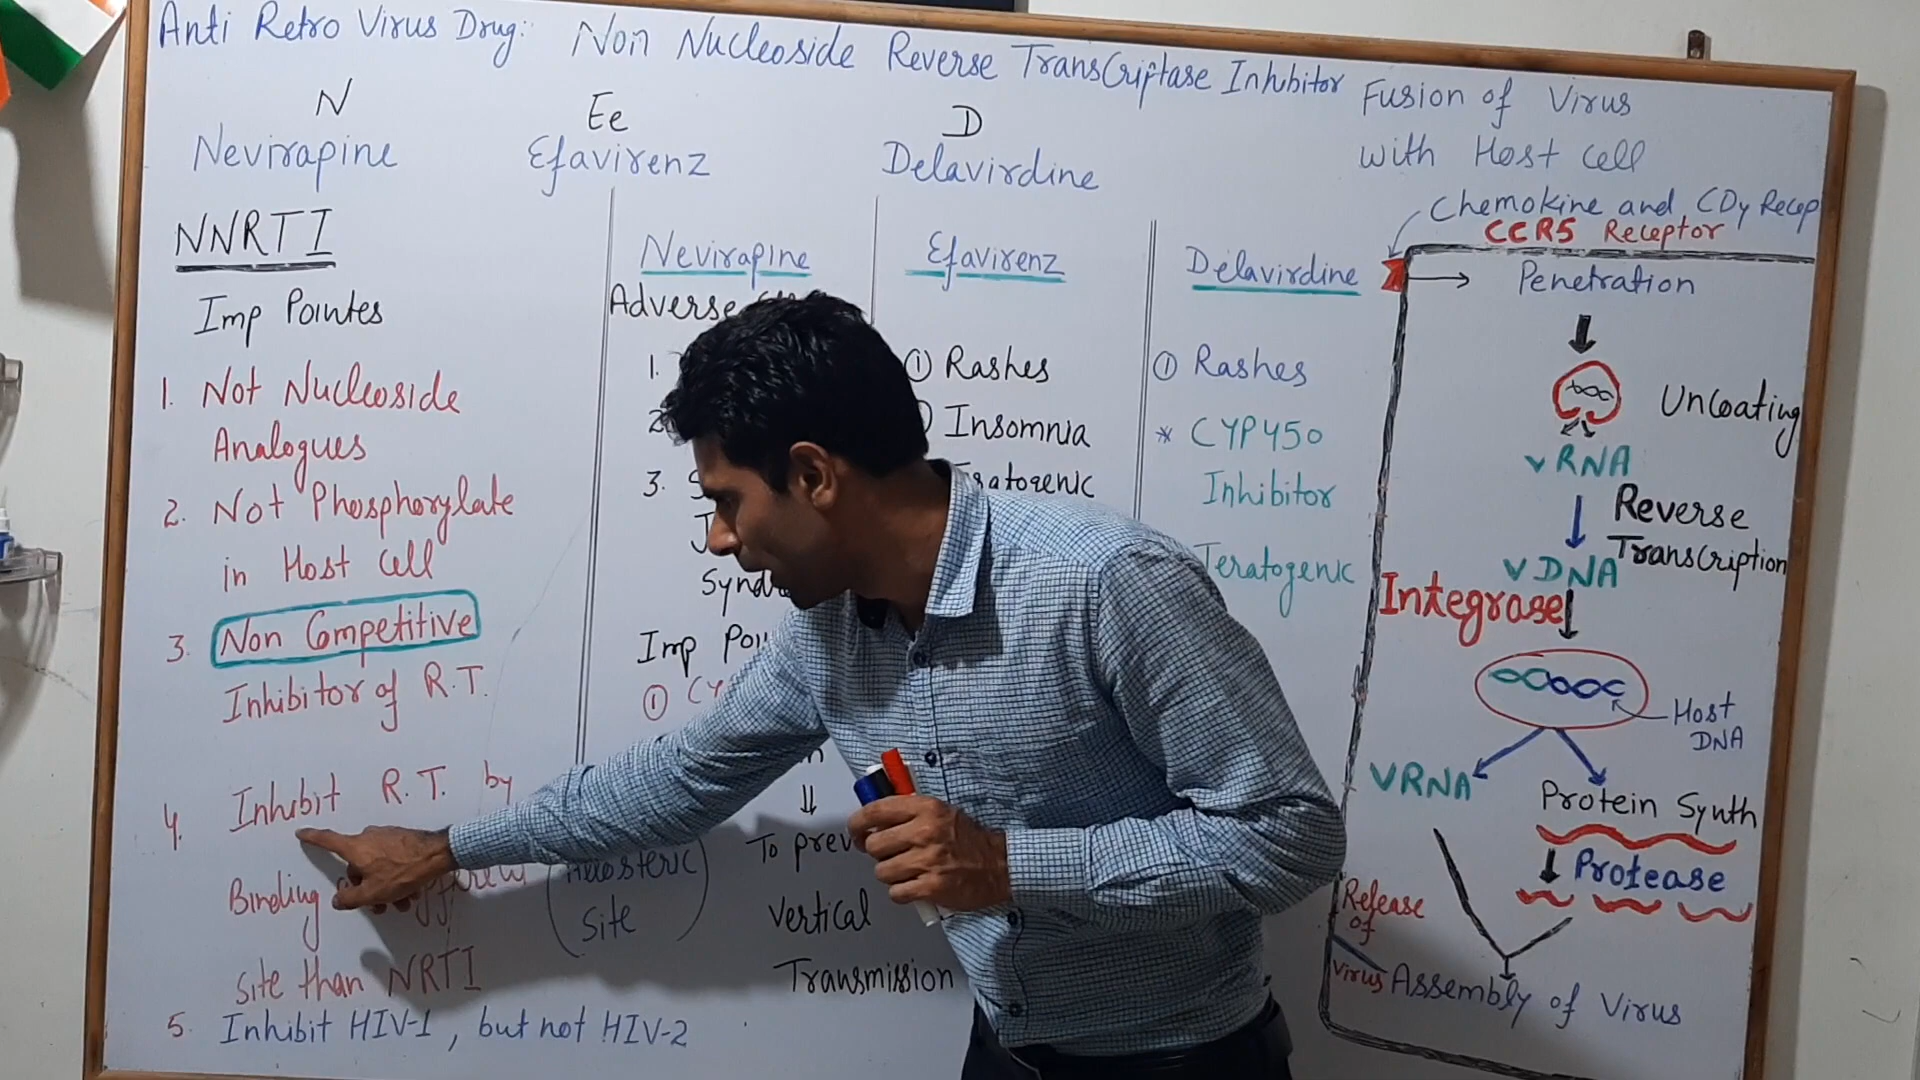 Anti Retro Virus Drug: Non Nucleoside Reverse TransCriptase Inhibitor
N Ee D
Nevirapine Efavirenz Delavirdine
NNRTI
Imp Pointes
1. Not Nucleoside
Analogues
2. Not Phosphorylate
in Host Cell
3. Non Competitive
Inhibitor of R.T.
4. Inhibit R.T. by
Binding
site than NRTI
Site
5. Inhibit HIV-1, but not HIV-2
Nevirapine
Adverse
1.
2
3. S
J
Imp
① CY
⇓
To prev
Vertical
Transmission
Efavirenz
① Rashes
Insomnia
Delavirdine
① Rashes
* CYP450
Inhibitor
Teratogenic
Fusion of Virus
with Host Cell
Chemokine and CD4 Recep
CCR5 Receptor
Penetration
Uncoating
vRNA
Reverse
Transcription
vDNA
Integrase
Host
DNA
VRNA
Protein Synth
Protease
Release
of
Virus
Assembly of Virus